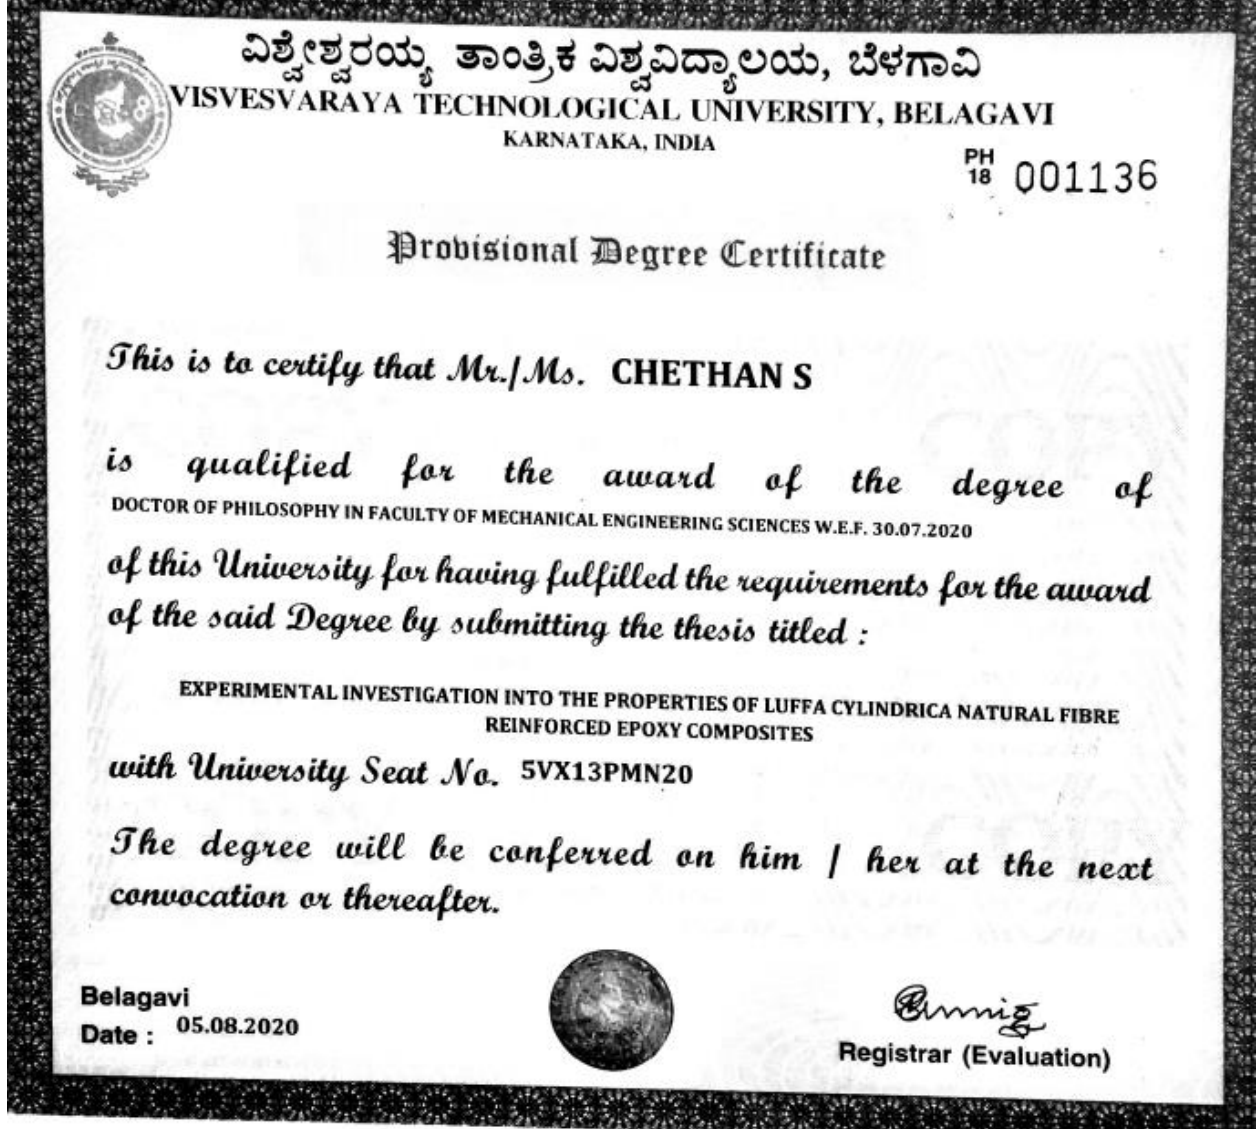 ವಿಶ್ವೇಶ್ವರಯ್ಯ ತಾಂತ್ರಿಕ ವಿಶ್ವವಿದ್ಯಾಲಯ, ಬೆಳಗಾವಿ
VISVESVARAYA TECHNOLOGICAL UNIVERSITY, BELAGAVI
KARNATAKA, INDIA
PH
18 001136
Provisional Degree Certificate
This is to certify that Mr./Ms. CHETHAN S
is qualified for the award of the degree of
DOCTOR OF PHILOSOPHY IN FACULTY OF MECHANICAL ENGINEERING SCIENCES W.E.F. 30.07.2020
of this University for having fulfilled the requirements for the award
of the said Degree by submitting the thesis titled :
EXPERIMENTAL INVESTIGATION INTO THE PROPERTIES OF LUFFA CYLINDRICA NATURAL FIBRE
REINFORCED EPOXY COMPOSITES
with University Seat No. 5VX13PMN20
The degree will be conferred on him / her at the next
convocation or thereafter.
Belagavi
Date : 05.08.2020
Registrar (Evaluation)